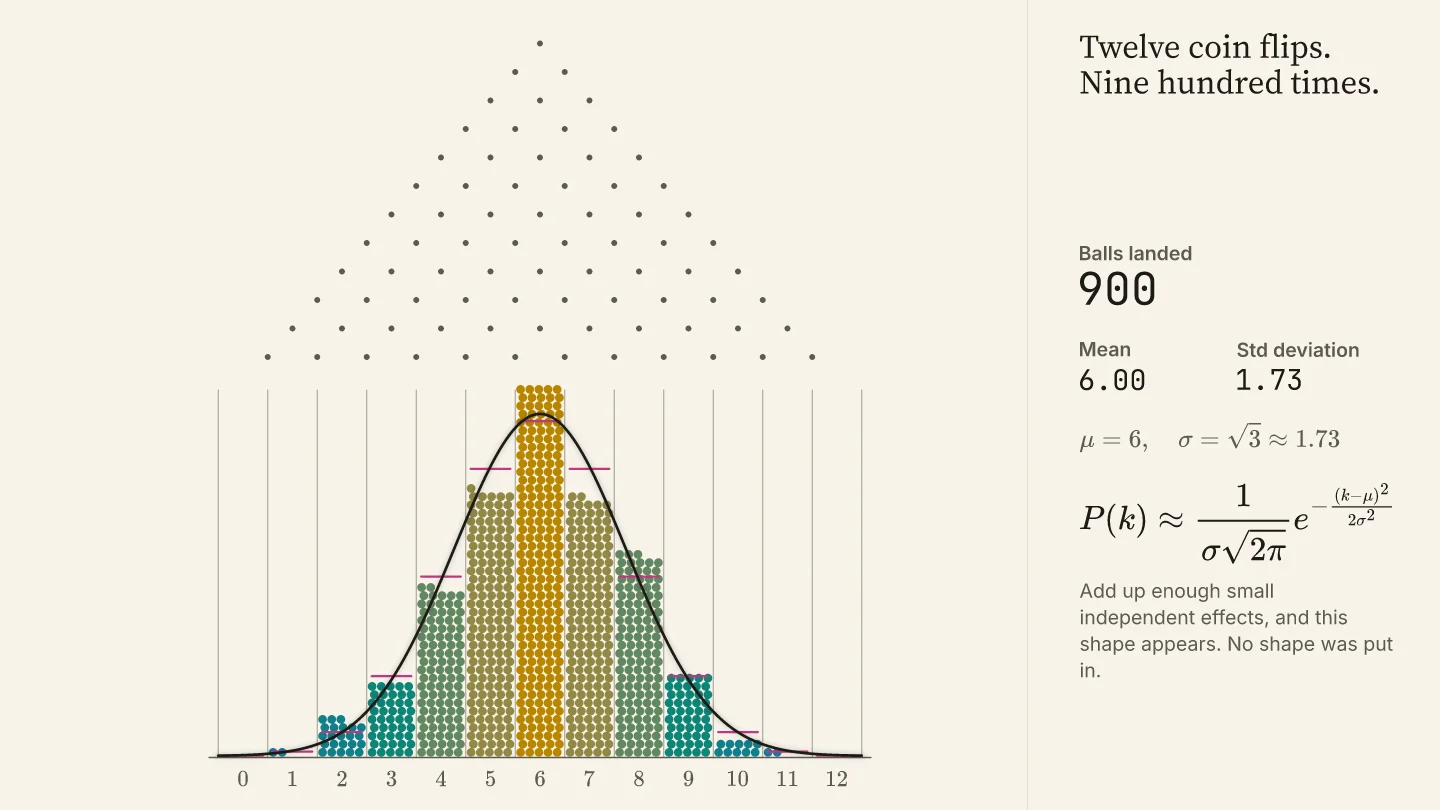 Twelve coin flips.
Nine hundred times.
Balls landed
900
Mean
6.00
Std deviation
1.73
μ = 6, σ = √3 ≈ 1.73
P(k) ≈ 1/(σ√(2π)) e^(−(k−μ)²/(2σ²))
Add up enough small
independent effects, and this
shape appears. No shape was put
in.
0 1 2 3 4 5 6 7 8 9 10 11 12